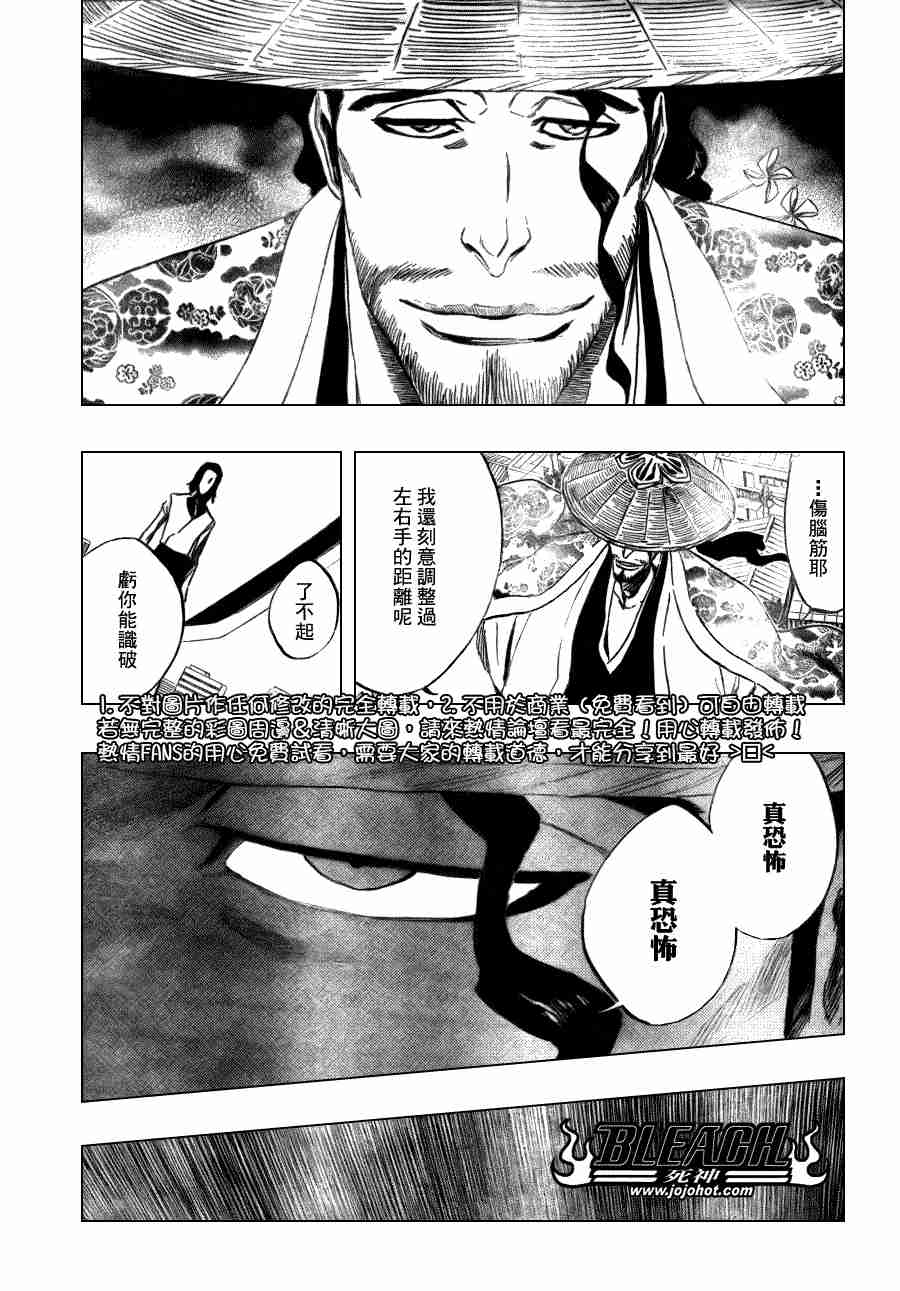 …傷腦筋耶
我還刻意調整過
左右手的距離呢
了不起
虧你能識破
1. 不對圖片作任何修改的完全轉載，2. 不用於商業（免費看到）可自由轉載
若無完整的彩圖周邊&清晰大圖，請來熱情論壇看最完全！用心轉載發佈！
熱情FANS的用心免費試看，需要大家的轉載道德，才能分享到最好 >口<
真恐怖
真恐怖
BLEACH
死神
www.jojohot.com